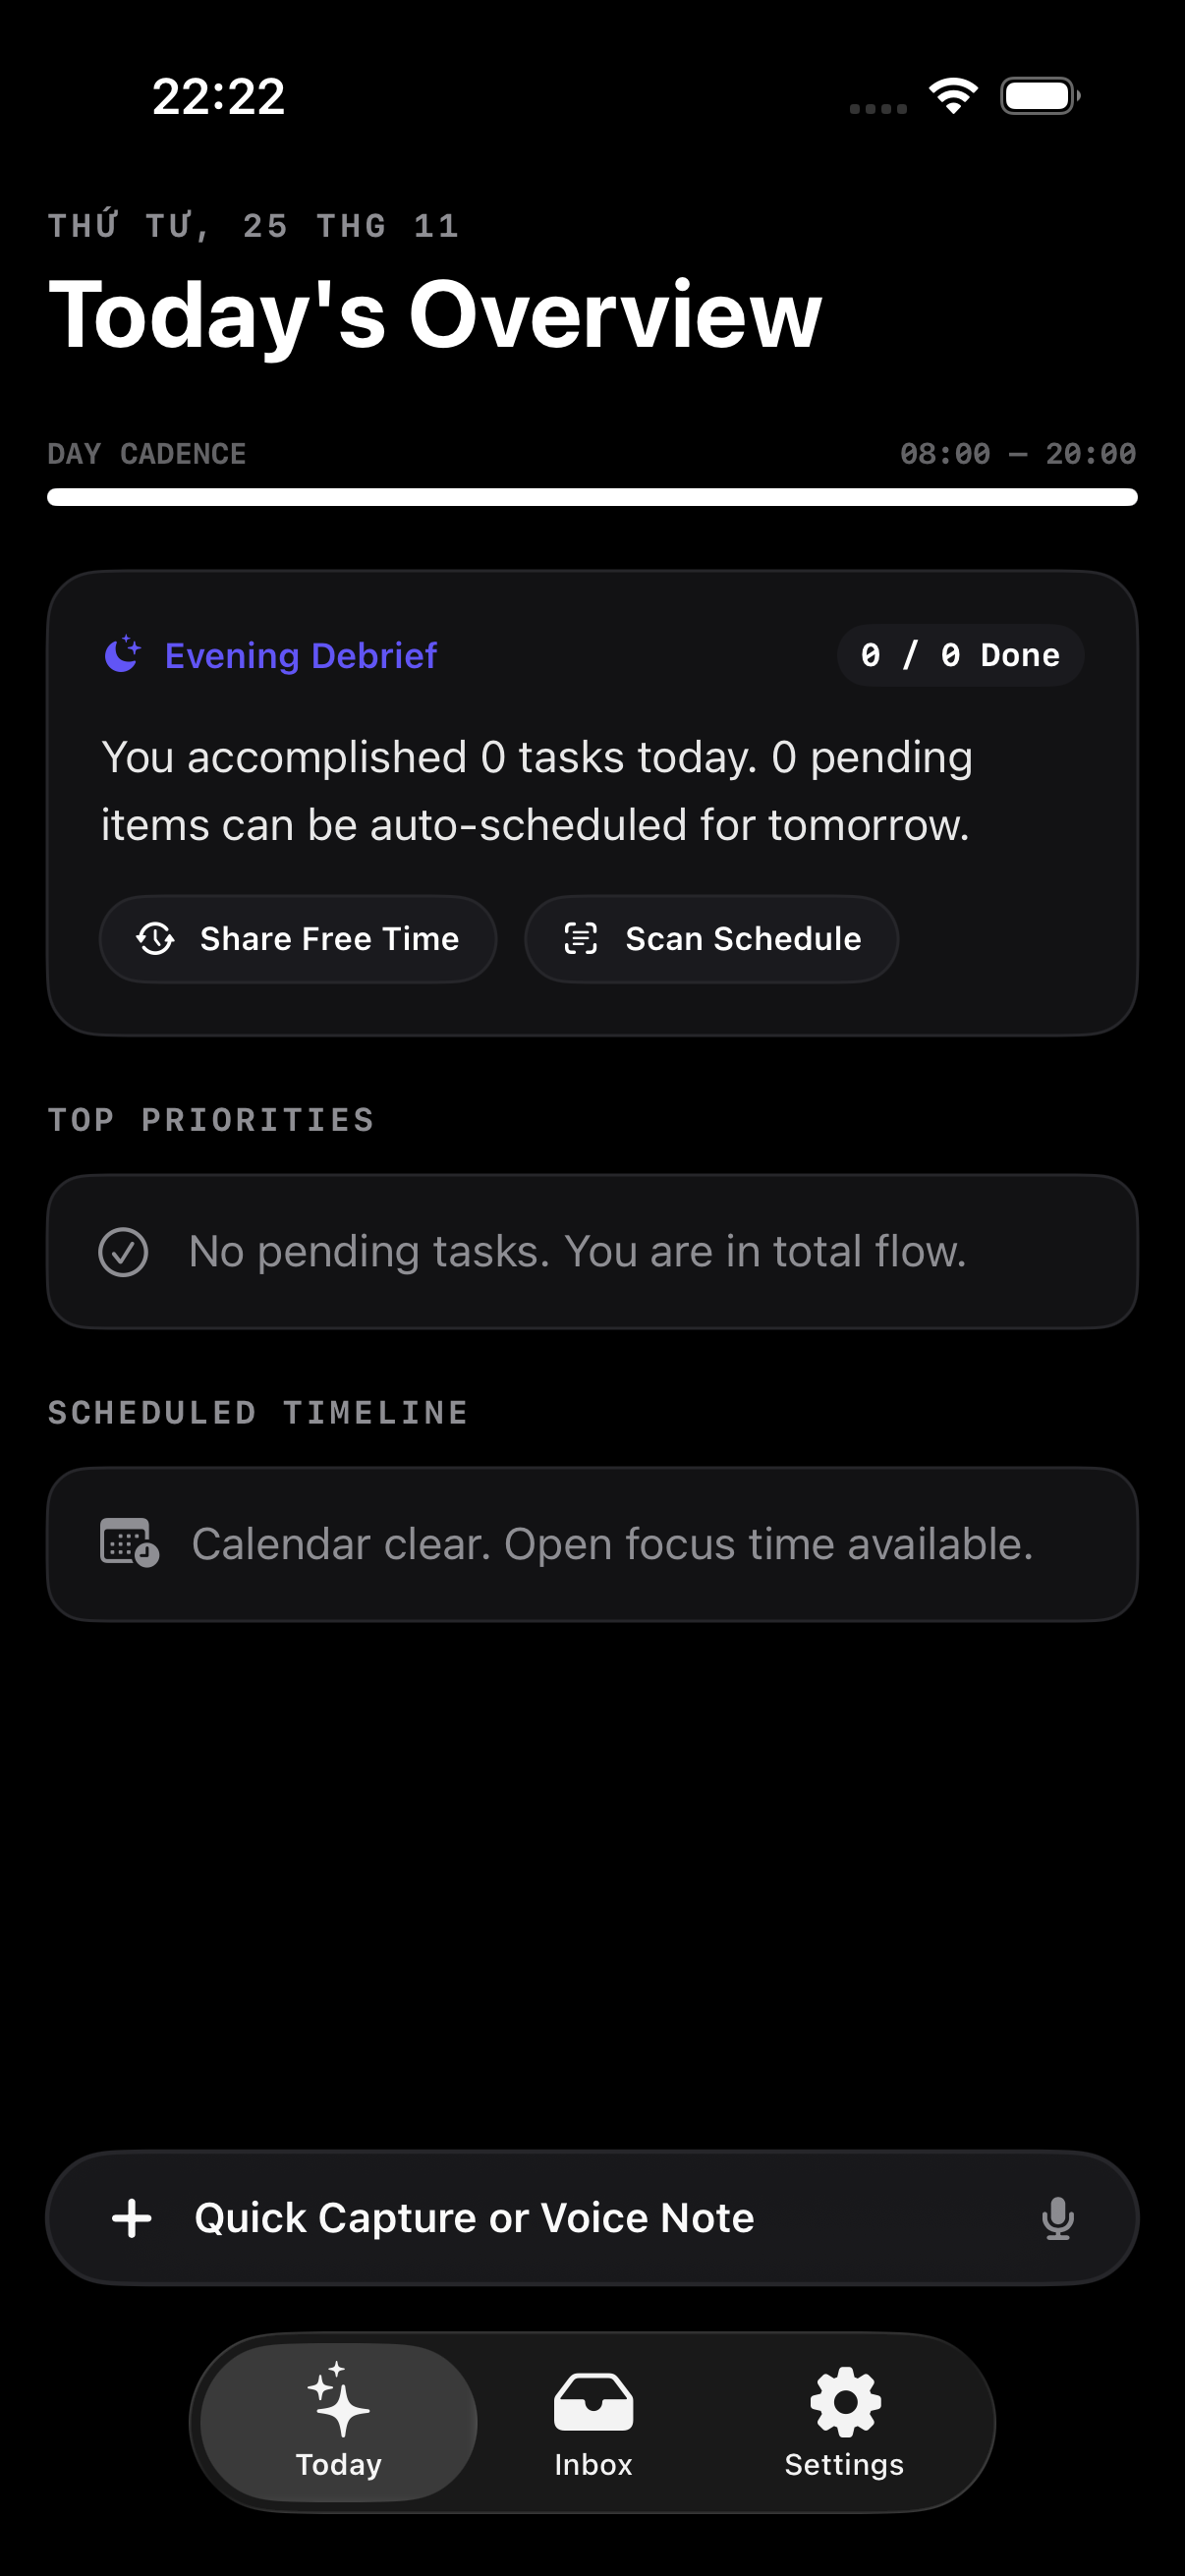 22:22
THỨ TƯ, 25 THG 11
Today's Overview
DAY CADENCE
08:00 — 20:00
Evening Debrief
0 / 0 Done
You accomplished 0 tasks today. 0 pending
items can be auto-scheduled for tomorrow.
Share Free Time
Scan Schedule
TOP PRIORITIES
No pending tasks. You are in total flow.
SCHEDULED TIMELINE
Calendar clear. Open focus time available.
Quick Capture or Voice Note
Today
Inbox
Settings